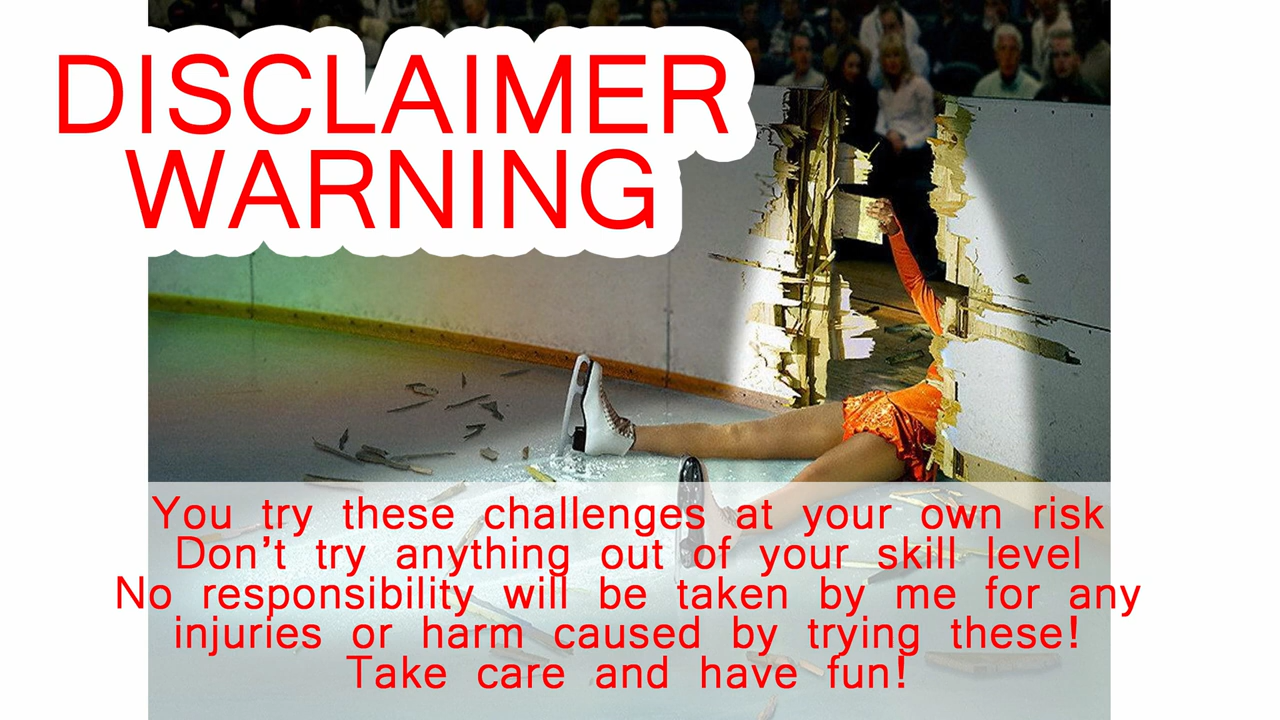 DISCLAIMER
WARNING
You try these challenges at your own risk
Don't try anything out of your skill level
No responsibility will be taken by me for any
injuries or harm caused by trying these!
Take care and have fun!